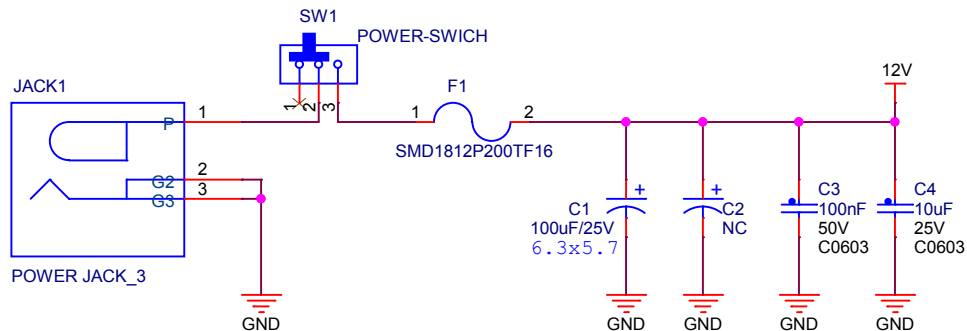 SW1
POWER-SWICH
JACK1
12V
F1
1
P
1
2
3
1
2
SMD1812P200TF16
2
G2
3
G3
C1
100uF/25V
6.3x5.7
C2
NC
C3
100nF
50V
C0603
C4
10uF
25V
C0603
POWER JACK_3
GND
GND
GND
GND
GND